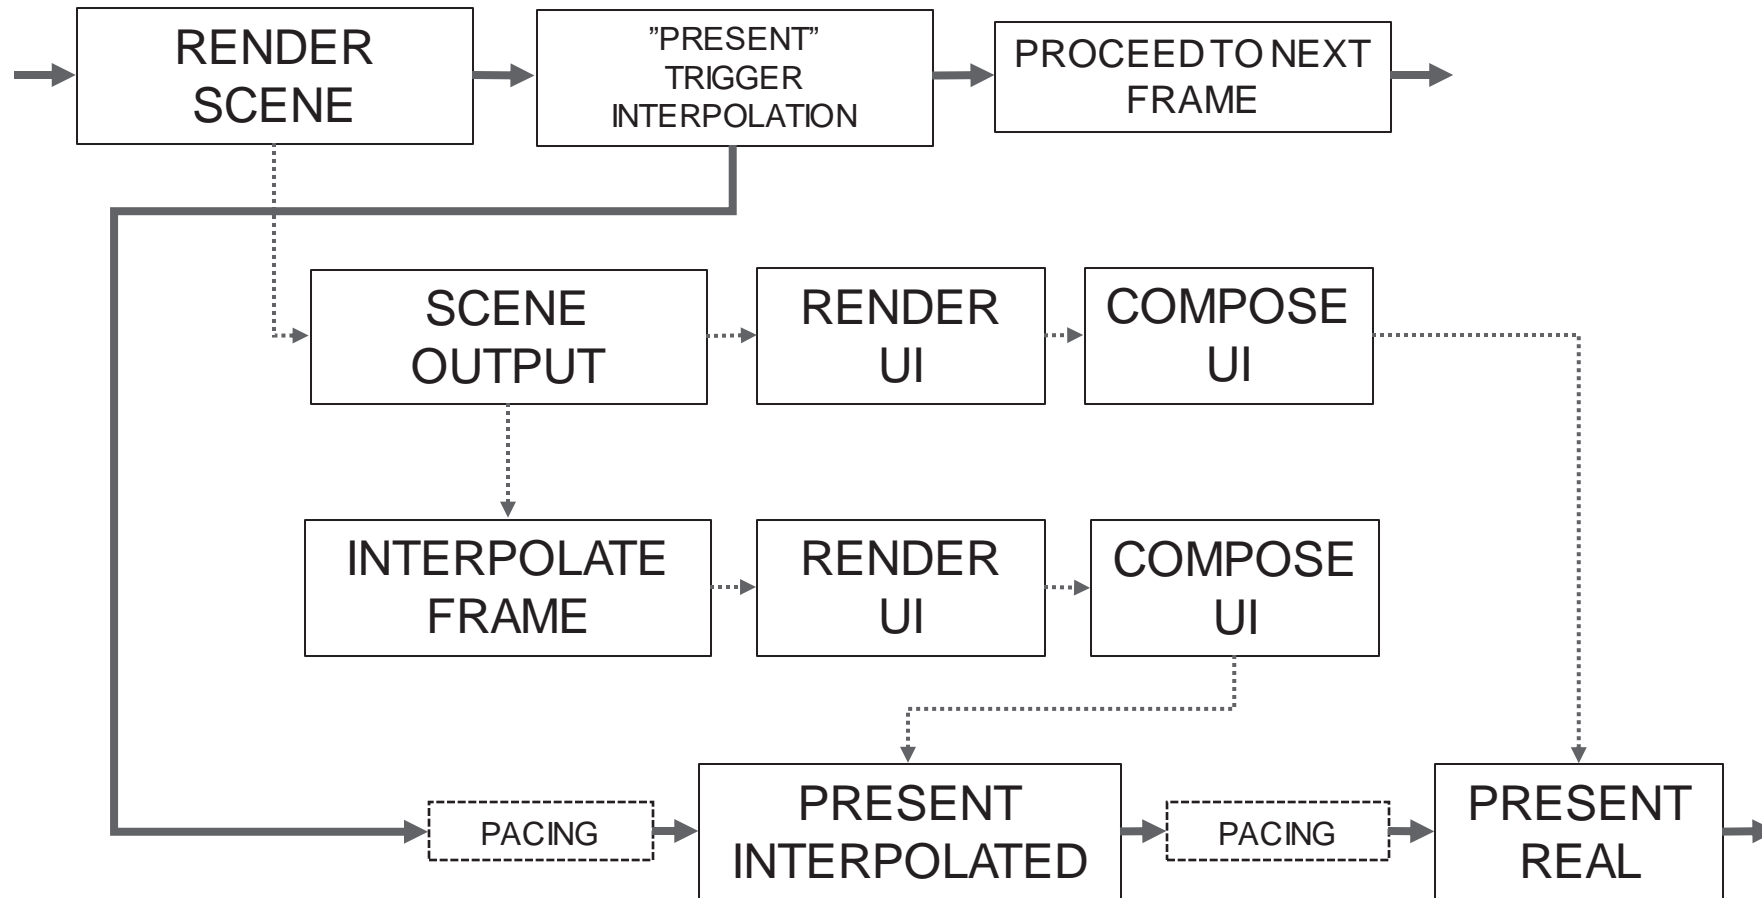 RENDER
SCENE
”PRESENT”
TRIGGER
INTERPOLATION
PROCEED TO NEXT
FRAME
SCENE
OUTPUT
RENDER
UI
COMPOSE
UI
INTERPOLATE
FRAME
RENDER
UI
COMPOSE
UI
PACING
PRESENT
INTERPOLATED
PACING
PRESENT
REAL